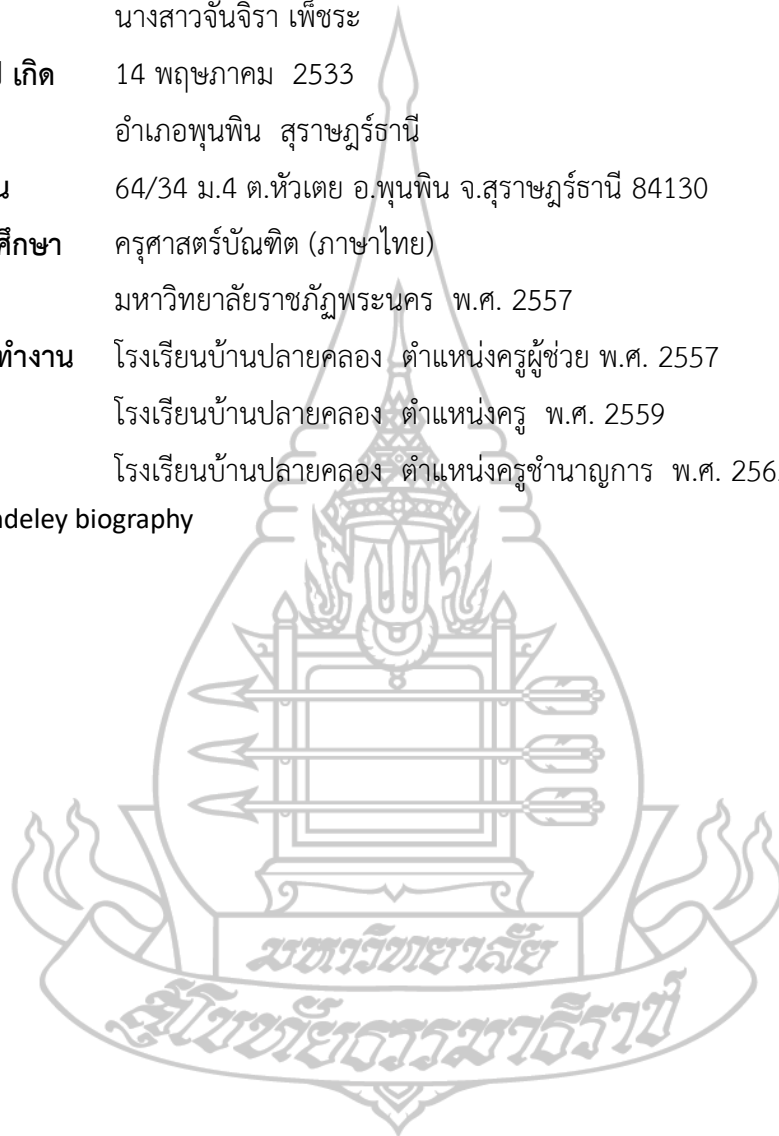 นางสาวจันจิรา เพ็ชระ
เกิด 14 พฤษภาคม 2533
อำเภอพุนพิน สุราษฎร์ธานี
64/34 ม.4 ต.หัวเตย อ.พุนพิน จ.สุราษฎร์ธานี 84130
ศึกษา ครุศาสตร์บัณฑิต (ภาษาไทย)
มหาวิทยาลัยราชภัฏพระนคร พ.ศ. 2557
ทำงาน โรงเรียนบ้านปลายคลอง ตำแหน่งครูผู้ช่วย พ.ศ. 2557
โรงเรียนบ้านปลายคลอง ตำแหน่งครู พ.ศ. 2559
โรงเรียนบ้านปลายคลอง ตำแหน่งครูชำนาญการ พ.ศ. 256
ndeley biography
มหาวิทยาลัย
สุโขทัยธรรมาธิราช